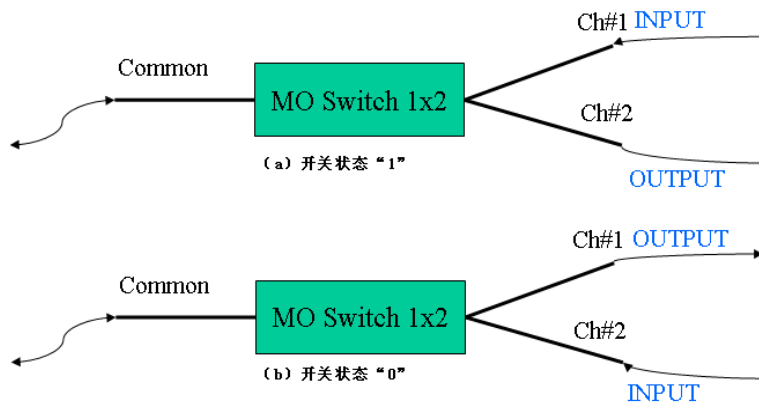 Ch#1 INPUT
Common
MO Switch 1x2
Ch#2
（a）开关状态“1”
OUTPUT
Ch#1 OUTPUT
Common
MO Switch 1x2
Ch#2
（b）开关状态“0”
INPUT